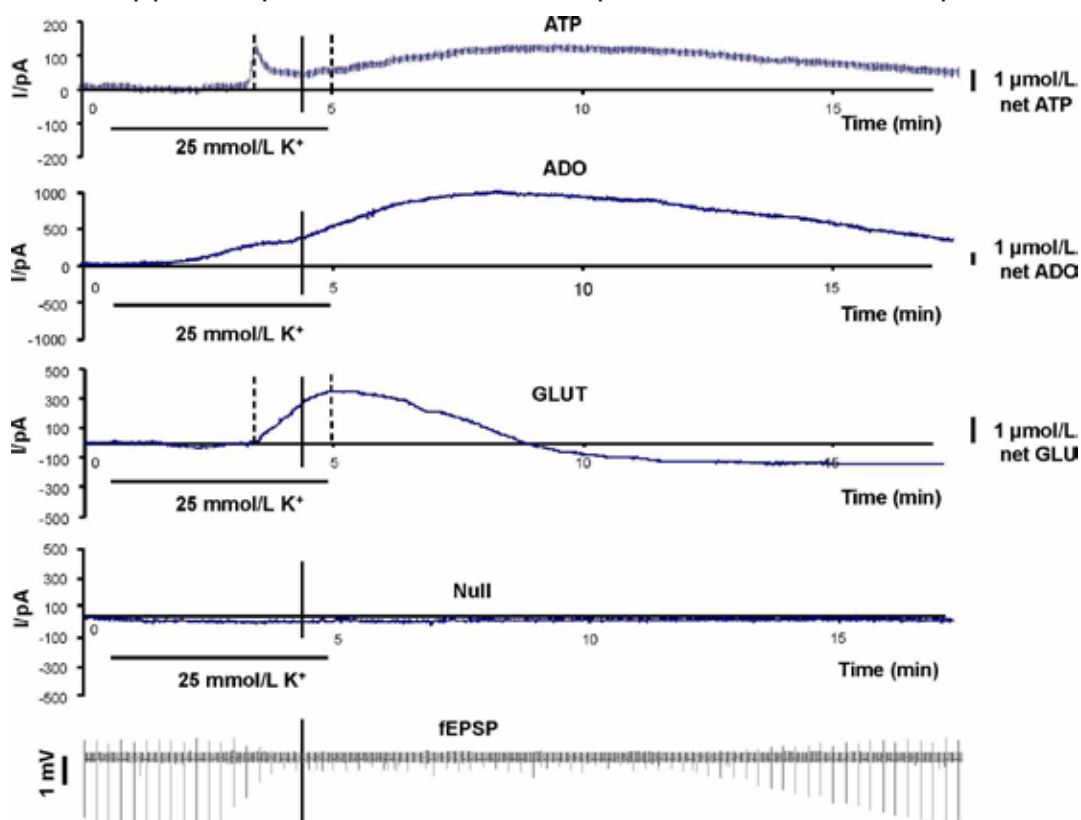 ATP
200
100
0
-100
-200
I/pA
0
5
10
15
Time (min)
25 mmol/L K⁺
1 µmol/L.
net ATP
ADO
1000
500
0
-500
-1000
I/pA
0
5
10
15
Time (min)
25 mmol/L K⁺
1 µmol/L.
net ADO
GLUT
500
300
100
-100
-300
-500
I/pA
0
5
10
15
Time (min)
25 mmol/L K⁺
1 µmol/L.
net GLU
Null
500
300
100
-100
-300
-500
I/pA
0
5
10
15
Time (min)
25 mmol/L K⁺
fEPSP
1 mV